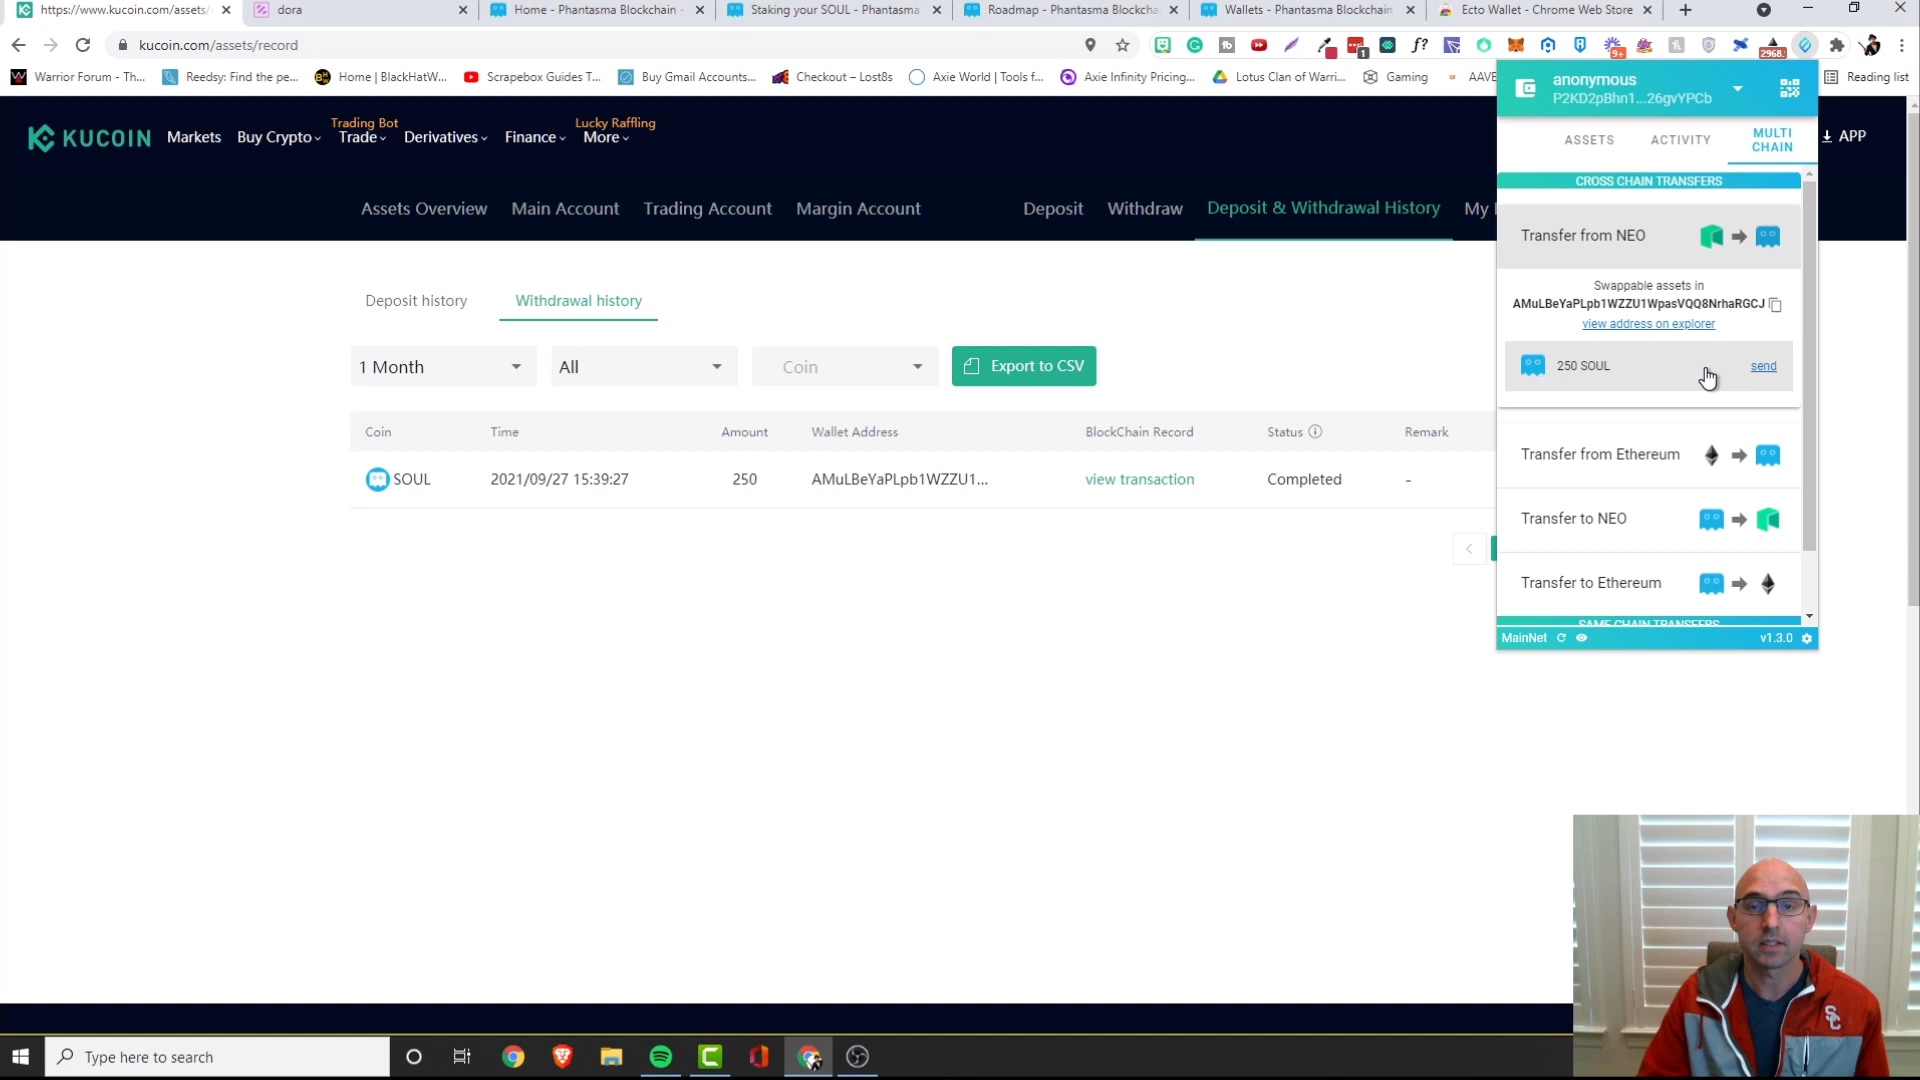 https://www.kucoin.com/assets/
dora
Home - Phantasma Blockchain -
Staking your SOUL - Phantasma
Roadmap - Phantasma Blockcha
Wallets - Phantasma Blockchain
Ecto Wallet - Chrome Web Store
kucoin.com/assets/record
f?
1
9+
2968.
Warrior Forum - Th...
Reedsy: Find the pe...
Home | BlackHatW...
Scrapebox Guides T...
Buy Gmail Accounts...
Checkout – Lost8s
Axie World | Tools f...
Axie Infinity Pricing...
Lotus Clan of Warri...
Gaming
AAVE
Reading list
KUCOIN
Markets
Buy Crypto
Trading Bot
Trade
Derivatives
Finance
Lucky Raffling
More
APP
Assets Overview
Main Account
Trading Account
Margin Account
Deposit
Withdraw
Deposit & Withdrawal History
My
Deposit history
Withdrawal history
1 Month
All
Coin
Export to CSV
Coin Time Amount Wallet Address BlockChain Record Status Remark
SOUL 2021/09/27 15:39:27 250 AMuLBeYaPLpb1WZZU1... view transaction Completed -
anonymous
P2KD2pBhn1...26gvYPCb
ASSETS
ACTIVITY
MULTI
CHAIN
CROSS CHAIN TRANSFERS
Transfer from NEO
Swappable assets in
AMuLBeYaPLpb1WZZU1WpasVQQ8NrhaRGCJ
view address on explorer
250 SOUL
send
Transfer from Ethereum
Transfer to NEO
Transfer to Ethereum
SAME CHAIN TRANSFERS
MainNet
v1.3.0
SC
Type here to search